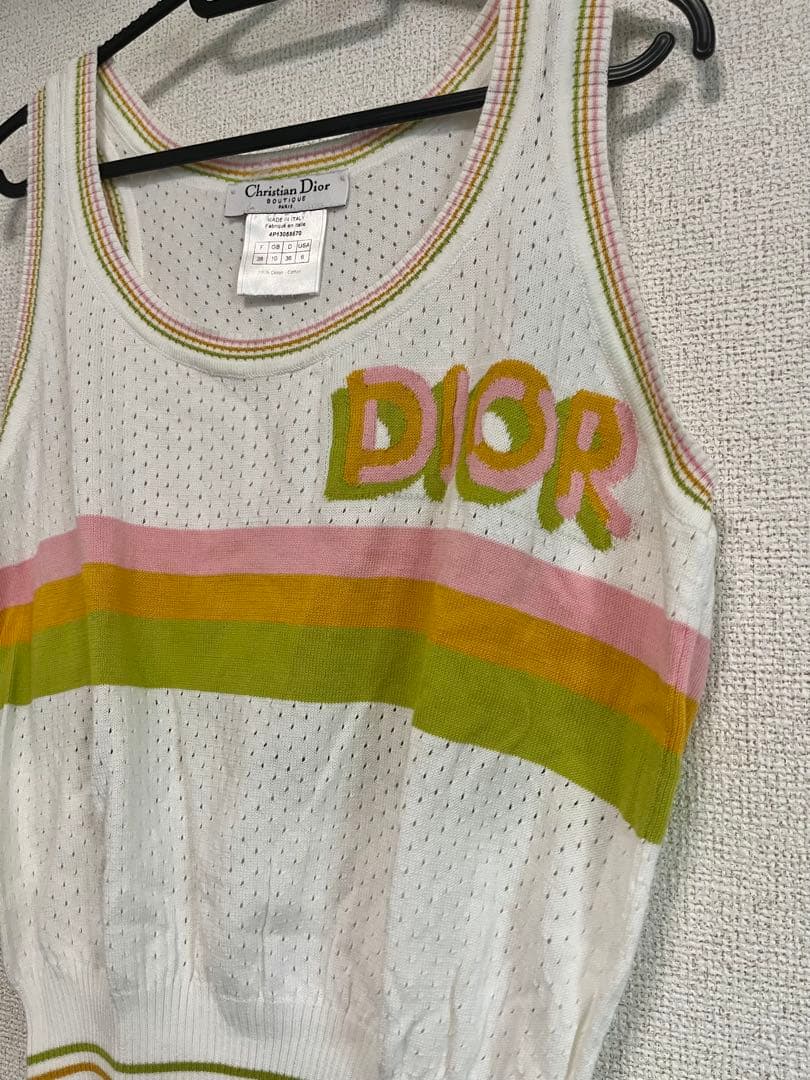 Christian Dior
BOUTIQUE
PARIS
MADE IN ITALY
Fabriqué en Italie
F GB D USA
38 10 36 6
DIOR